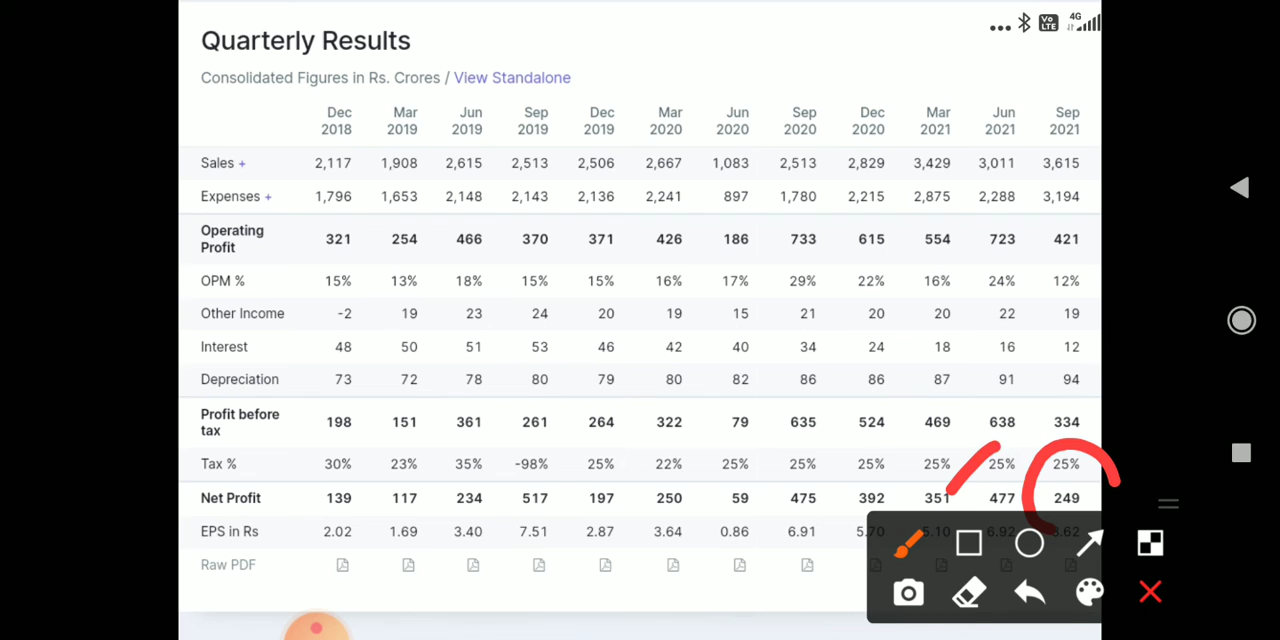 4G
Vo
LTE
Quarterly Results
Consolidated Figures in Rs. Crores / View Standalone
Dec 2018 Mar 2019 Jun 2019 Sep 2019 Dec 2019 Mar 2020 Jun 2020 Sep 2020 Dec 2020 Mar 2021 Jun 2021 Sep 2021
Sales + 2,117 1,908 2,615 2,513 2,506 2,667 1,083 2,513 2,829 3,429 3,011 3,615
Expenses + 1,796 1,653 2,148 2,143 2,136 2,241 897 1,780 2,215 2,875 2,288 3,194
Operating Profit 321 254 466 370 371 426 186 733 615 554 723 421
OPM % 15% 13% 18% 15% 15% 16% 17% 29% 22% 16% 24% 12%
Other Income -2 19 23 24 20 19 15 21 20 20 22 19
Interest 48 50 51 53 46 42 40 34 24 18 16 12
Depreciation 73 72 78 80 79 80 82 86 86 87 91 94
Profit before tax 198 151 361 261 264 322 79 635 524 469 638 334
Tax % 30% 23% 35% -98% 25% 22% 25% 25% 25% 25% 25% 25%
Net Profit 139 117 234 517 197 250 59 475 392 351 477 249
EPS in Rs 2.02 1.69 3.40 7.51 2.87 3.64 0.86 6.91 5.70 5.10 6.92 3.62
Raw PDF